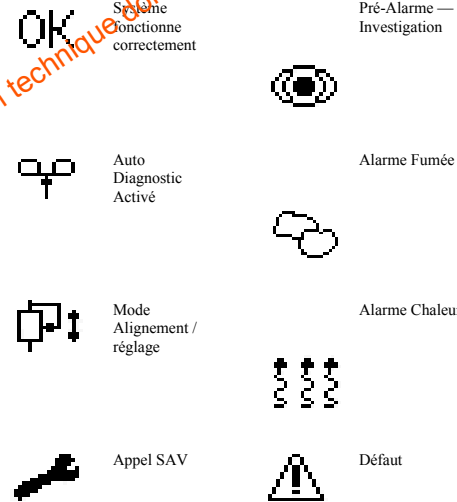 OK
Système
fonctionne
correctement
Pré-Alarme —
Investigation
Auto
Diagnostic
Activé
Alarme Fumée
Mode
Alignement /
réglage
Alarme Chaleu
Appel SAV
Défaut
technique